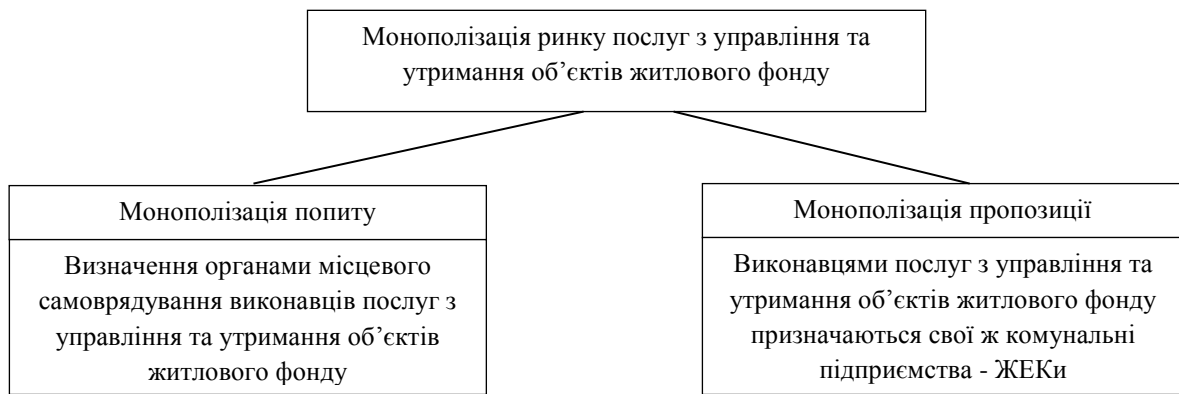 Монополізація ринку послуг з управління та
утримання об’єктів житлового фонду
Монополізація попиту
Визначення органами місцевого
самоврядування виконавців послуг з
управління та утримання об’єктів
житлового фонду
Монополізація пропозиції
Виконавцями послуг з управління та
утримання об’єктів житлового фонду
призначаються свої ж комунальні
підприємства - ЖЕКи